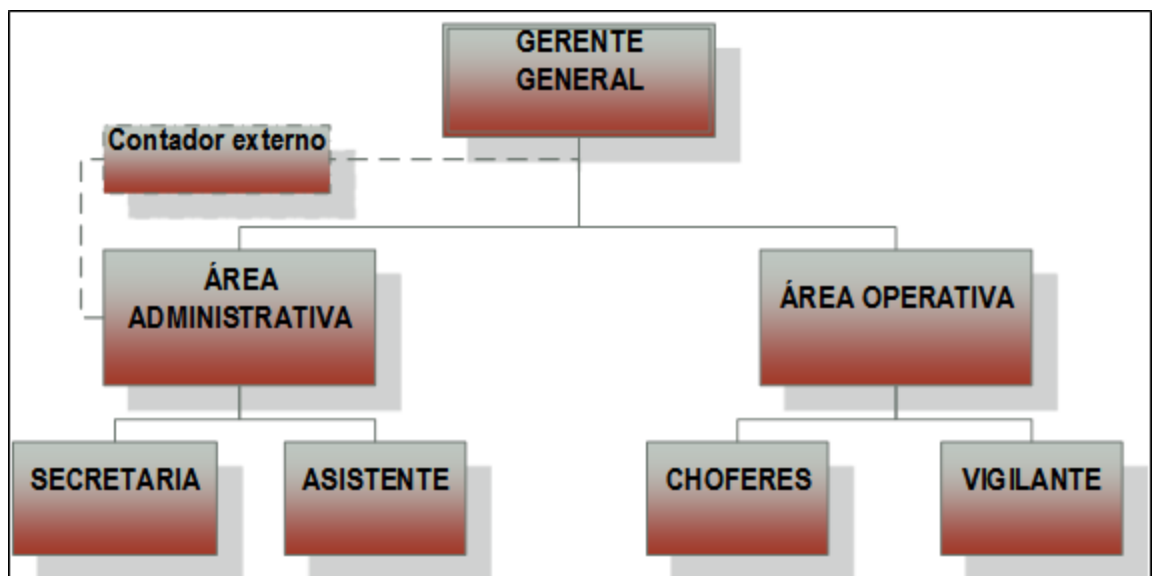 GERENTE
GENERAL
Contador externo
ÁREA
ADMINISTRATIVA
ÁREA OPERATIVA
SECRETARIA
ASISTENTE
CHOFERES
VIGILANTE